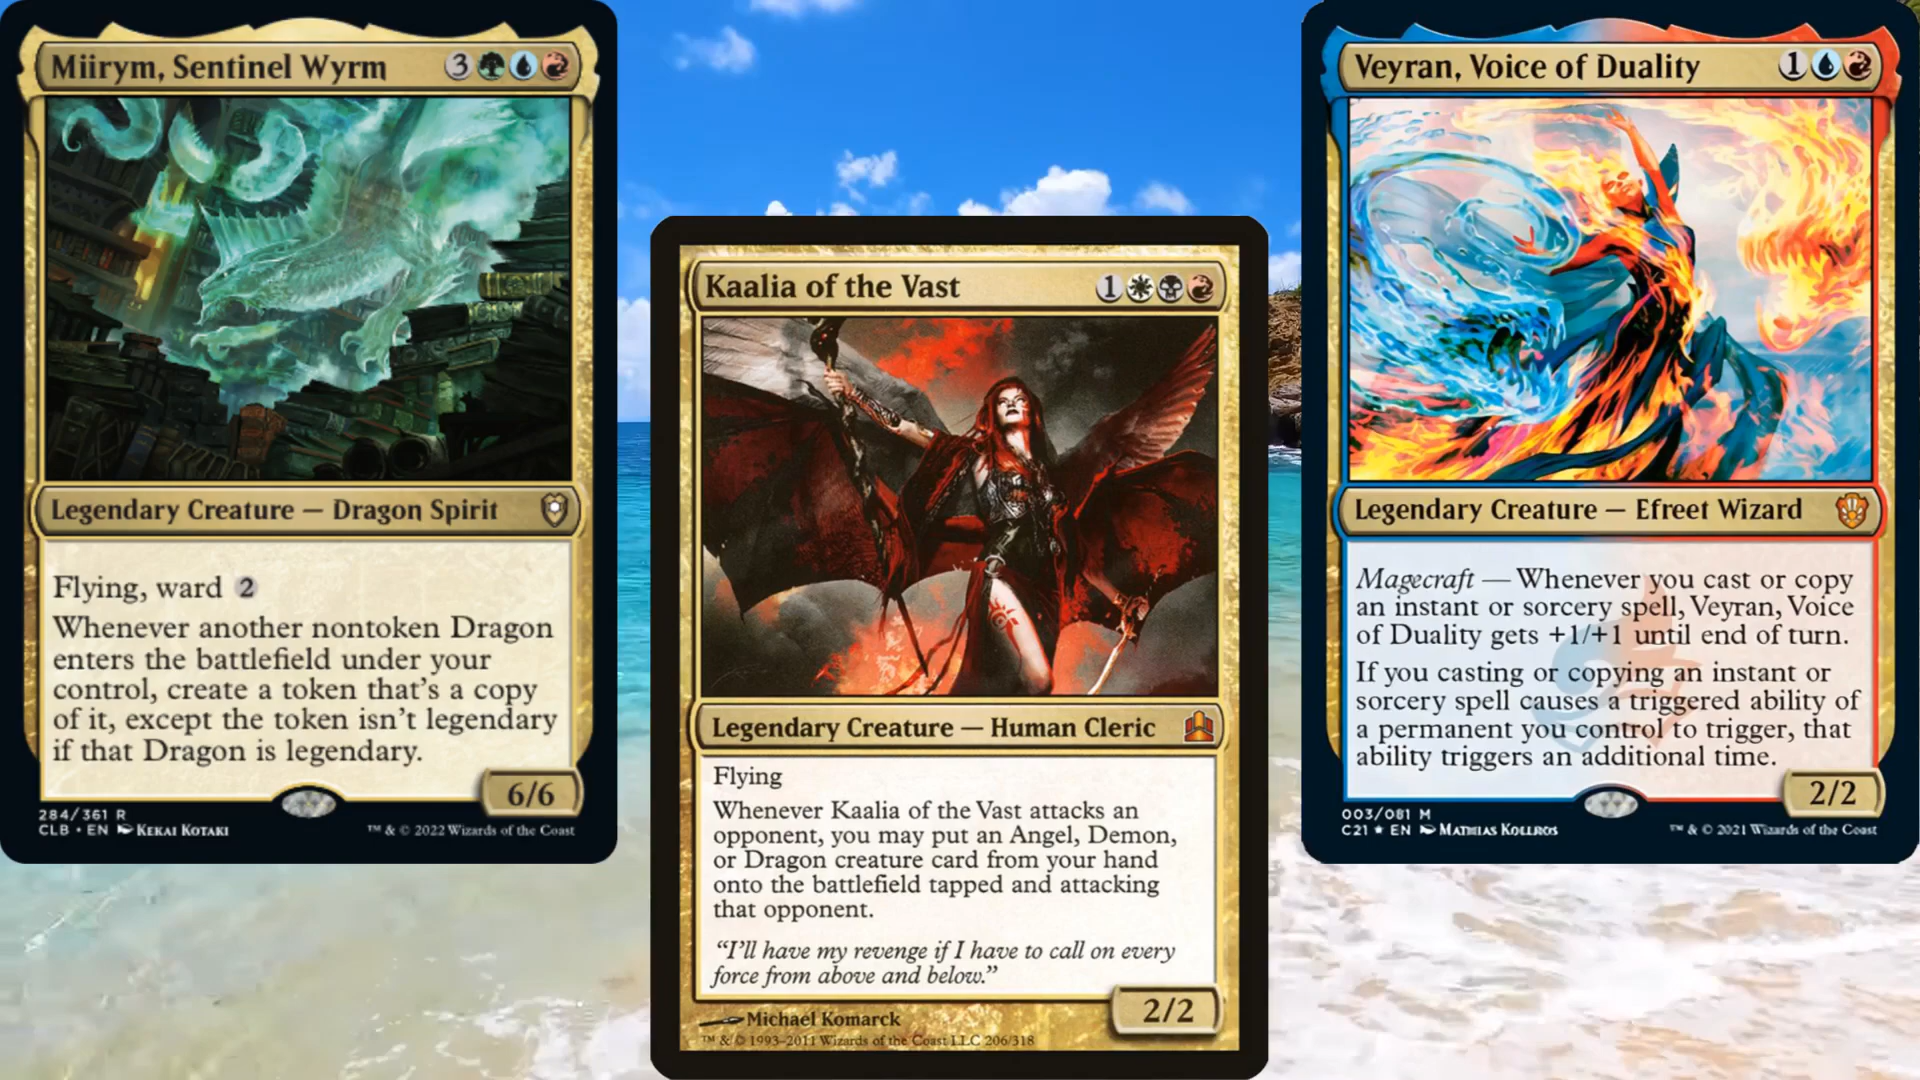 Miirym, Sentinel Wyrm 3
Legendary Creature — Dragon Spirit
Flying, ward 2
Whenever another nontoken Dragon
enters the battlefield under your
control, create a token that's a copy
of it, except the token isn't legendary
if that Dragon is legendary.
6/6
284/361 R
CLB • EN Kekai Kotaki
™ & © 2022 Wizards of the Coast
Kaalia of the Vast 1
Legendary Creature — Human Cleric
Flying
Whenever Kaalia of the Vast attacks an
opponent, you may put an Angel, Demon,
or Dragon creature card from your hand
onto the battlefield tapped and attacking
that opponent.
“I'll have my revenge if I have to call on every
force from above and below.”
2/2
Michael Komarck
™ & © 1993–2011 Wizards of the Coast LLC 206/318
Veyran, Voice of Duality 1
Legendary Creature — Efreet Wizard
Magecraft — Whenever you cast or copy
an instant or sorcery spell, Veyran, Voice
of Duality gets +1/+1 until end of turn.
If you casting or copying an instant or
sorcery spell causes a triggered ability of
a permanent you control to trigger, that
ability triggers an additional time.
2/2
003/081 M
C21 ★ EN Mathias Kollros
™ & © 2021 Wizards of the Coast